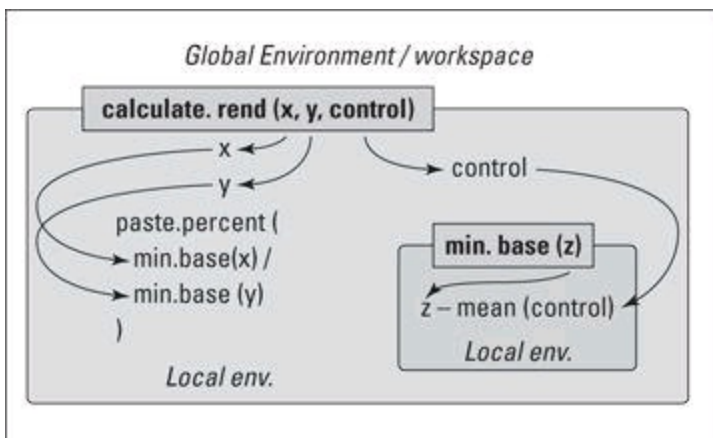 Global Environment / workspace
calculate. rend (x, y, control)
x
y
control
paste.percent (
min.base(x) /
min.base (y)
)
Local env.
min. base (z)
z – mean (control)
Local env.